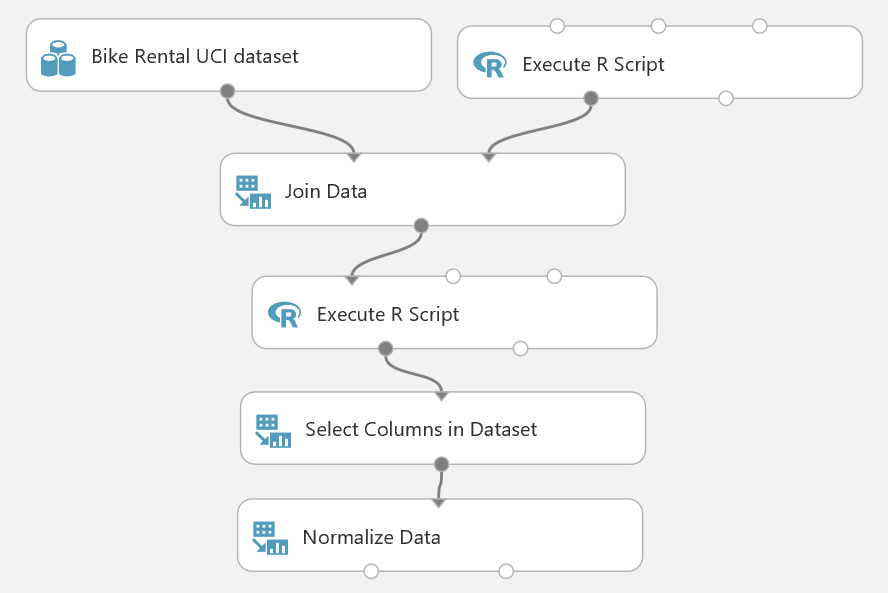 Bike Rental UCI dataset
Execute R Script
Join Data
Execute R Script
Select Columns in Dataset
Normalize Data